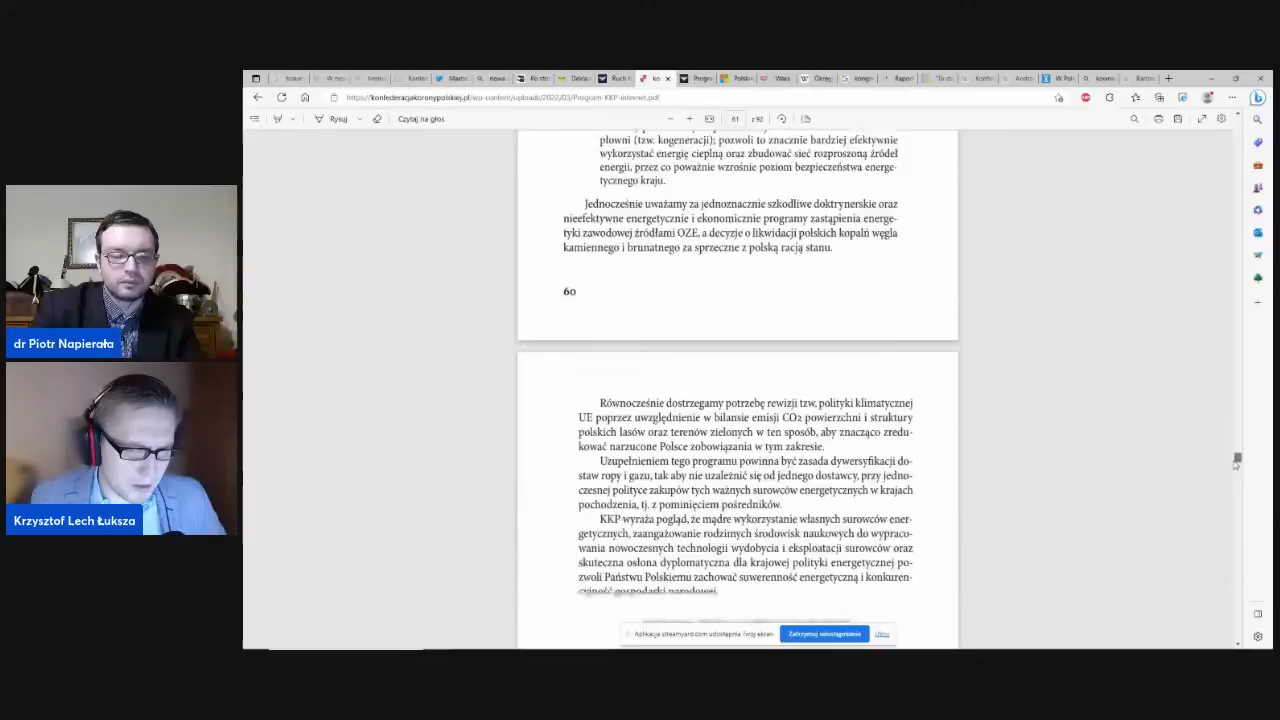 https://konfederacjakoronypolskiej.pl/wp-content/uploads/2022/03/Program-KKP-internet.pdf
Rysuj
Czytaj na głos
61 z 92
płowni (tzw. kogeneracji); pozwoli to znacznie bardziej efektywnie
wykorzystać energię cieplną oraz zbudować sieć rozproszoną źródeł
energii, przez co poważnie wzrośnie poziom bezpieczeństwa energe-
tycznego kraju.
Jednocześnie uważamy za jednoznacznie szkodliwe doktrynerskie oraz
nieefektywne energetycznie i ekonomicznie programy zastąpienia energe-
tyki zawodowej źródłami OZE, a decyzje o likwidacji polskich kopalń węgla
kamiennego i brunatnego za sprzeczne z polską racją stanu.
60
Równocześnie dostrzegamy potrzebę rewizji tzw. polityki klimatycznej
UE poprzez uwzględnienie w bilansie emisji CO2 powierzchni i struktury
polskich lasów oraz terenów zielonych w ten sposób, aby znacząco zredu-
kować narzucone Polsce zobowiązania w tym zakresie.
Uzupełnieniem tego programu powinna być zasada dywersyfikacji do-
staw ropy i gazu, tak aby nie uzależnić się od jednego dostawcy, przy jedno-
czesnej polityce zakupów tych ważnych surowców energetycznych w krajach
pochodzenia, tj. z pominięciem pośredników.
KKP wyraża pogląd, że mądre wykorzystanie własnych surowców ener-
getycznych, zaangażowanie rodzimych środowisk naukowych do wypraco-
wania nowoczesnych technologii wydobycia i eksploatacji surowców oraz
skuteczna osłona dyplomatyczna dla krajowej polityki energetycznej po-
zwoli Państwu Polskiemu zachować suwerenność energetyczną i konkuren-
cyjność gospodarki narodowej.
Aplikacja streamyard.com udostępnia Twój ekran.
Zatrzymaj udostępnianie
Ukryj
dr Piotr Napierała
Krzysztof Lech Łuksza